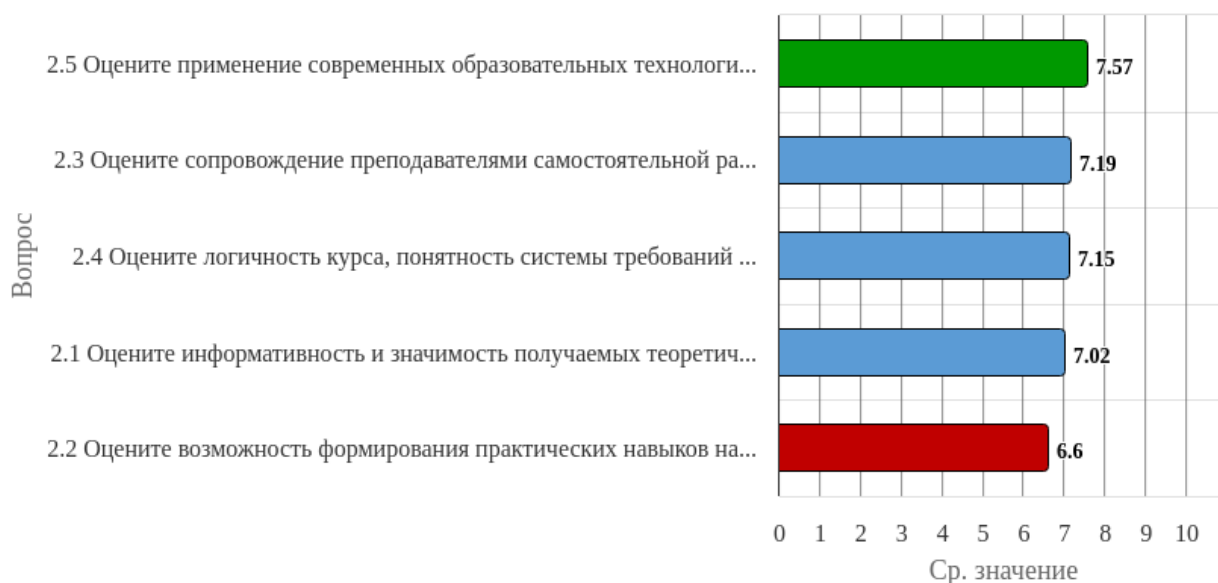 2.5 Оцените применение современных образовательных технологи...
7.57
2.3 Оцените сопровождение преподавателями самостоятельной ра...
7.19
2.4 Оцените логичность курса, понятность системы требований ...
7.15
2.1 Оцените информативность и значимость получаемых теоретич...
7.02
2.2 Оцените возможность формирования практических навыков на...
6.6
Вопрос
0 1 2 3 4 5 6 7 8 9 10
Ср. значение